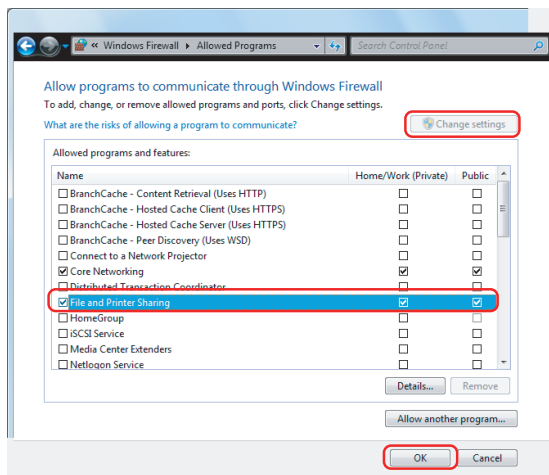 « Windows Firewall ▸ Allowed Programs Search Control Panel
Allow programs to communicate through Windows Firewall
To add, change, or remove allowed programs and ports, click Change settings.
What are the risks of allowing a program to communicate? Change settings
Allowed programs and features:
Name Home/Work (Private) Public
BranchCache - Content Retrieval (Uses HTTP)
BranchCache - Hosted Cache Client (Uses HTTPS)
BranchCache - Hosted Cache Server (Uses HTTPS)
BranchCache - Peer Discovery (Uses WSD)
Connect to a Network Projector
Core Networking
Distributed Transaction Coordinator
File and Printer Sharing
HomeGroup
iSCSI Service
Media Center Extenders
Netlogon Service
Details... Remove
Allow another program...
OK Cancel